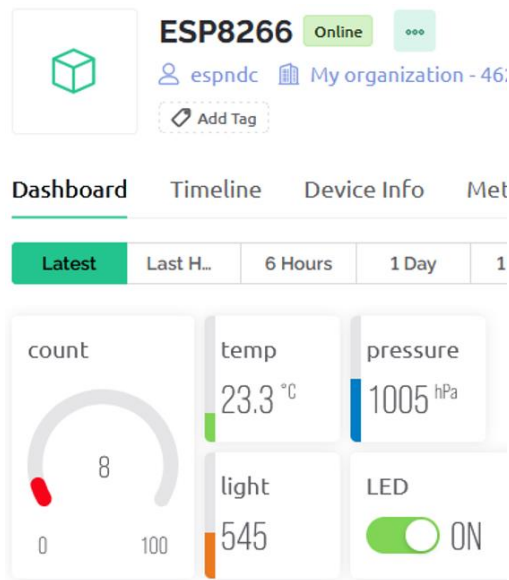 ESP8266 Online
espndc My organization - 462
Add Tag
Dashboard Timeline Device Info Met
Latest Last H... 6 Hours 1 Day 1
count temp pressure
23.3 °C 1005 hPa
8
light LED
0 100 545 ON